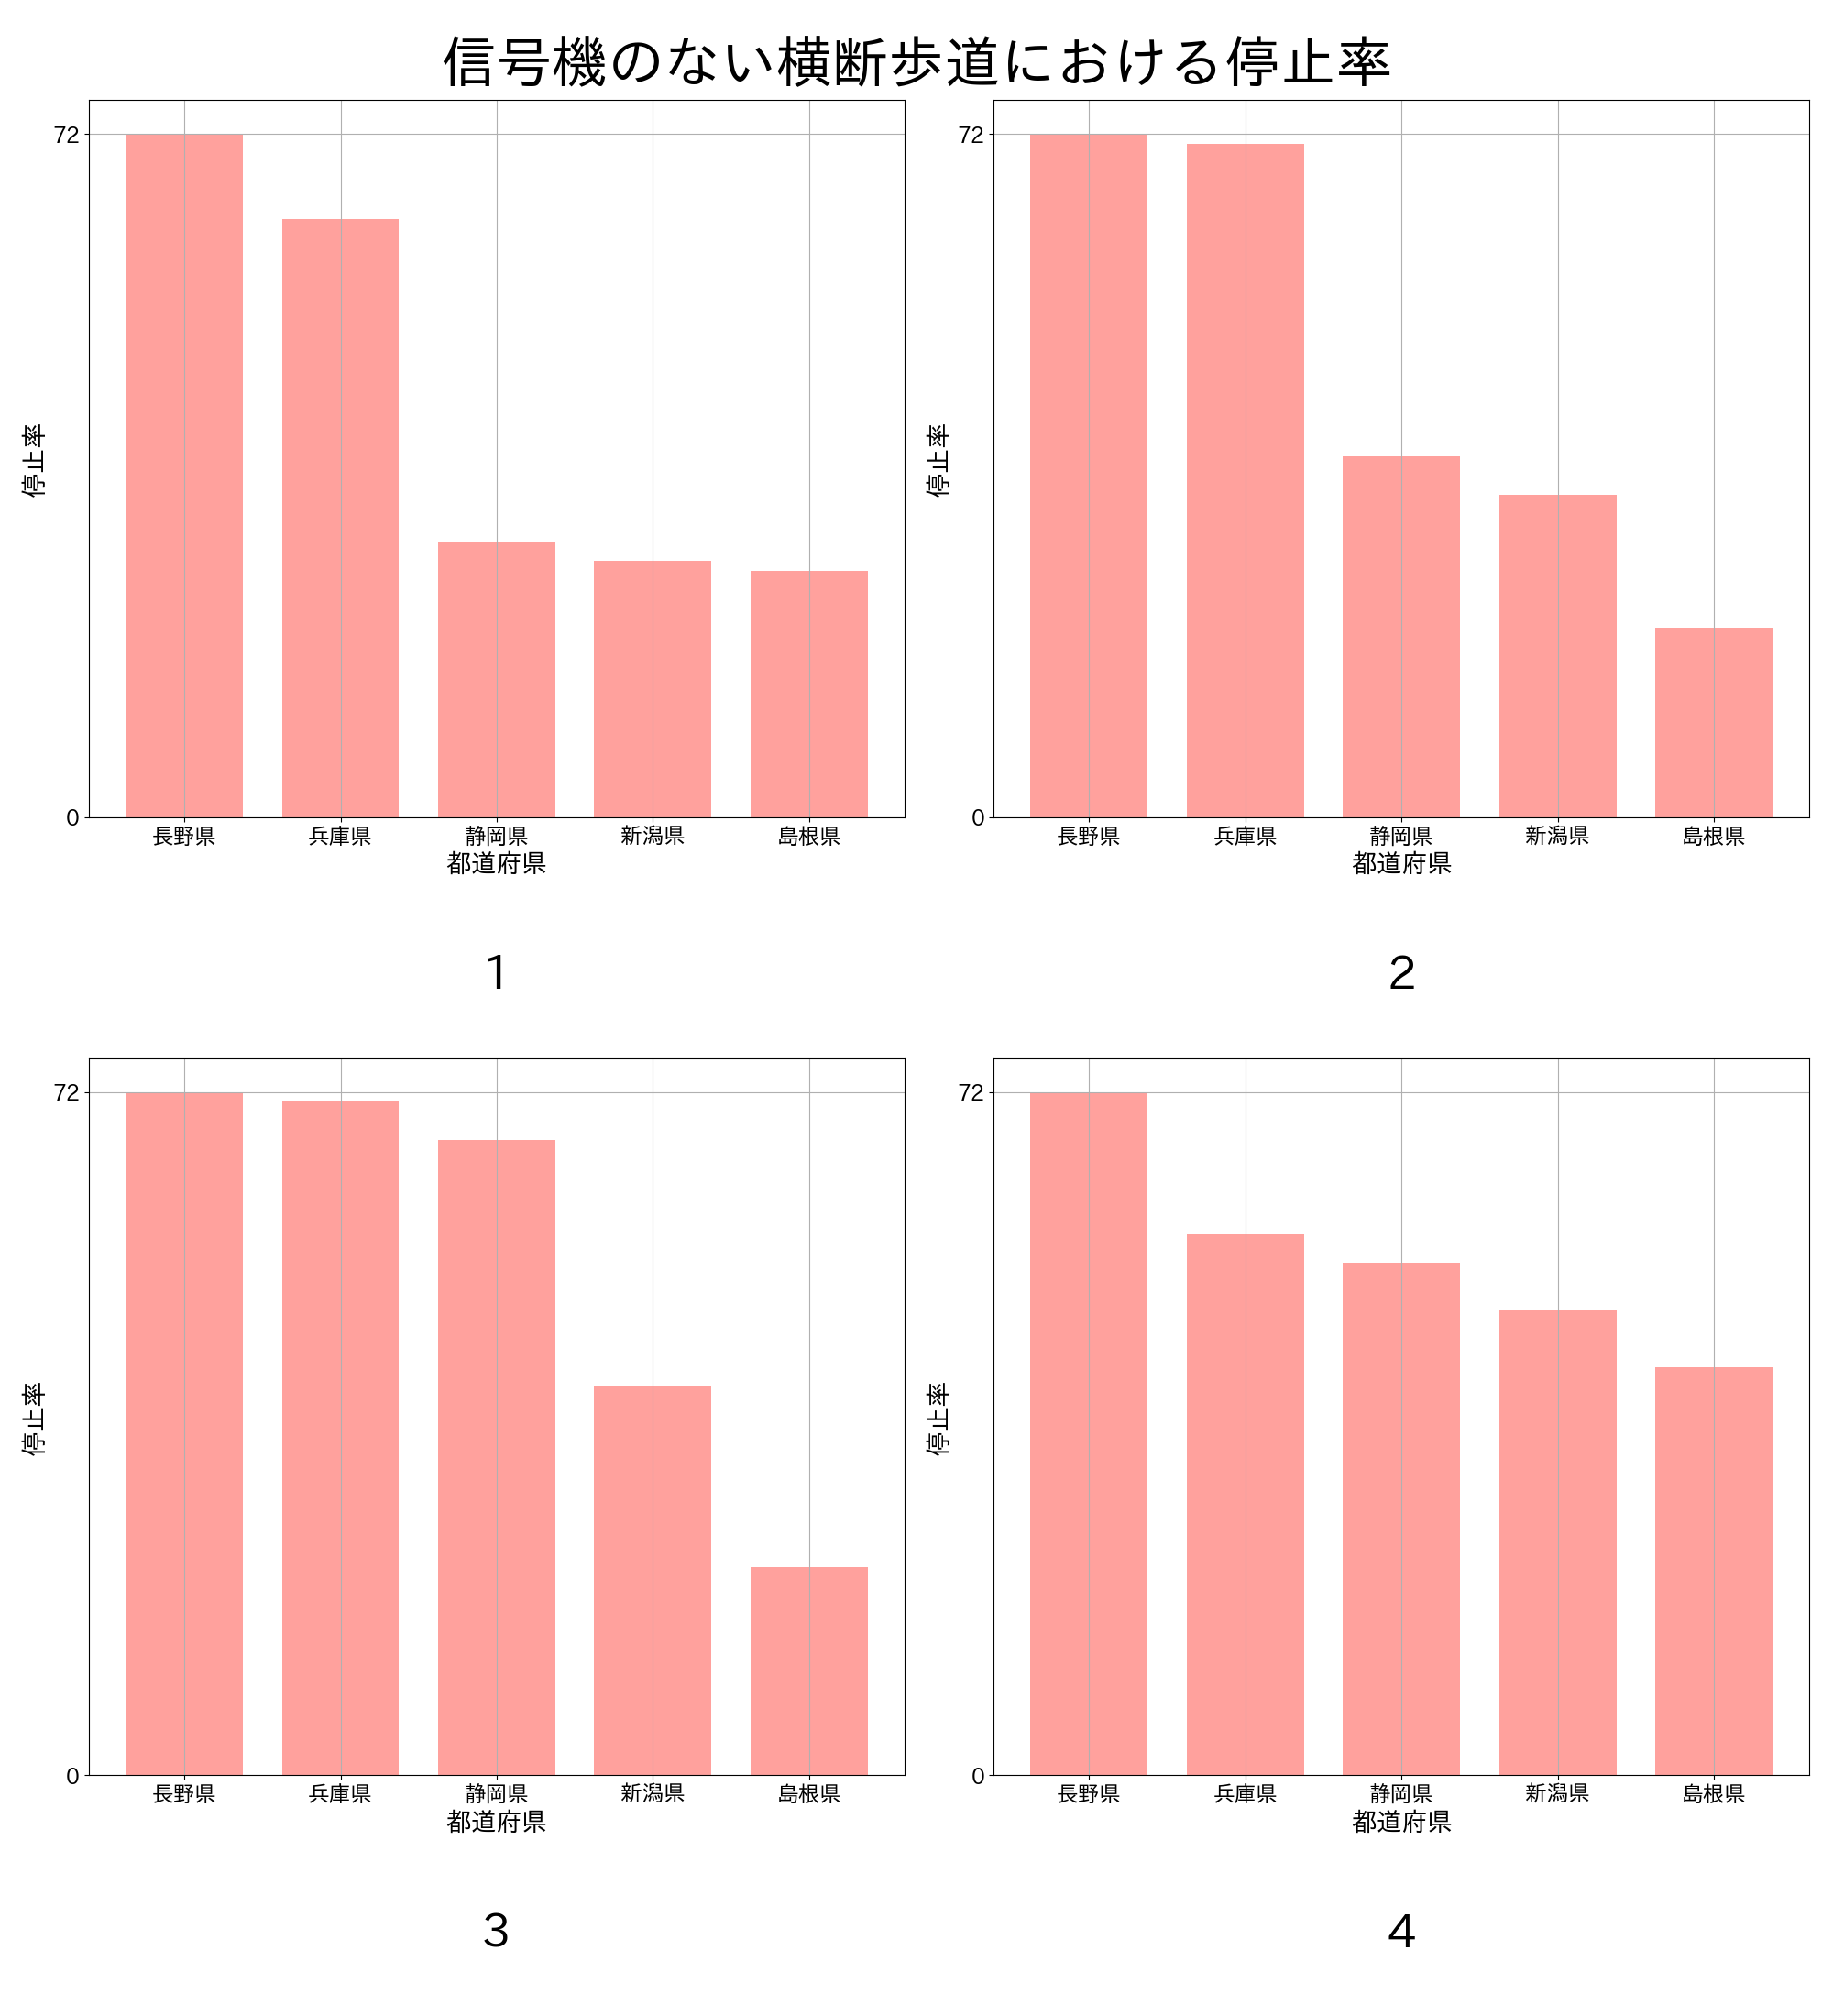 信号機のない横断歩道における停止率
72
0
停止率
長野県 兵庫県 静岡県 新潟県 島根県
都道府県
1
72
0
停止率
長野県 兵庫県 静岡県 新潟県 島根県
都道府県
2
72
0
停止率
長野県 兵庫県 静岡県 新潟県 島根県
都道府県
3
72
0
停止率
長野県 兵庫県 静岡県 新潟県 島根県
都道府県
4